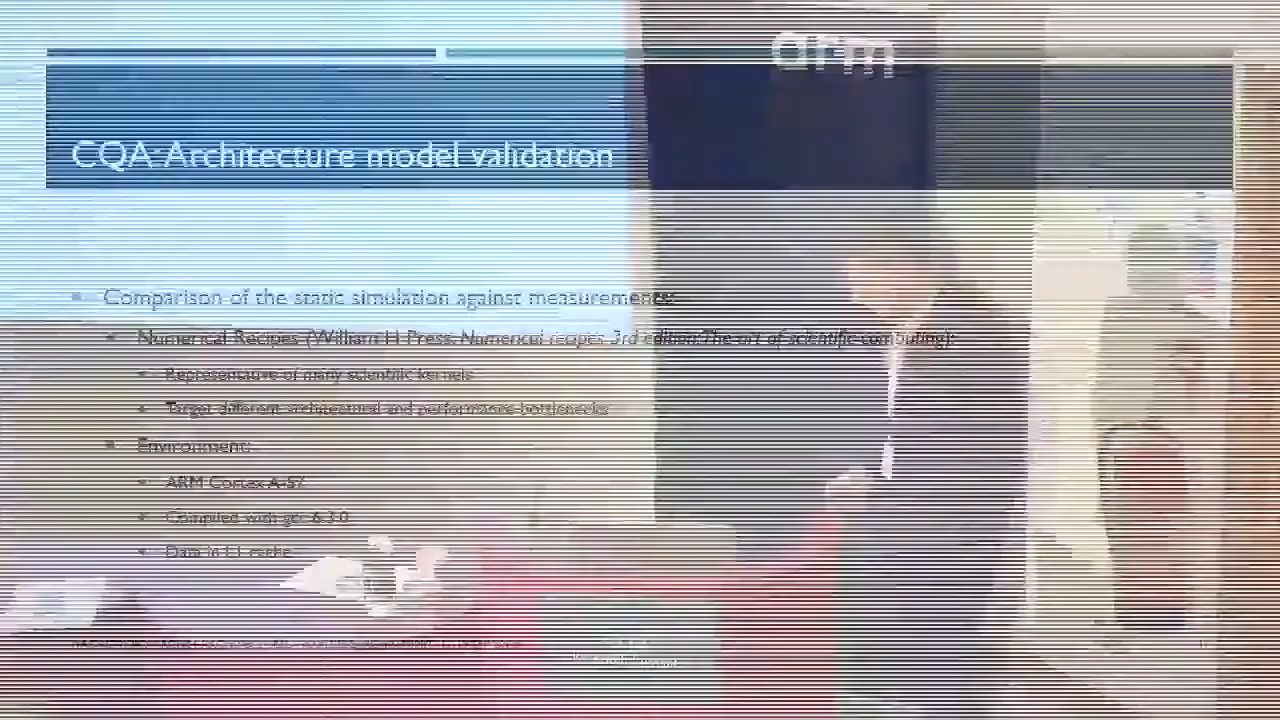 arm
CQA: Architecture model validation
Comparison of the static simulation against measurements:
Numerical Recipes (William H Press. Numerical recipes 3rd edition: The art of scientific computing):
Representative of many scientific kernels
Target different architectural and performance bottlenecks
Environment:
ARM Cortex A-57
Compiled with gcc 6.3.0
Data in L1 cache